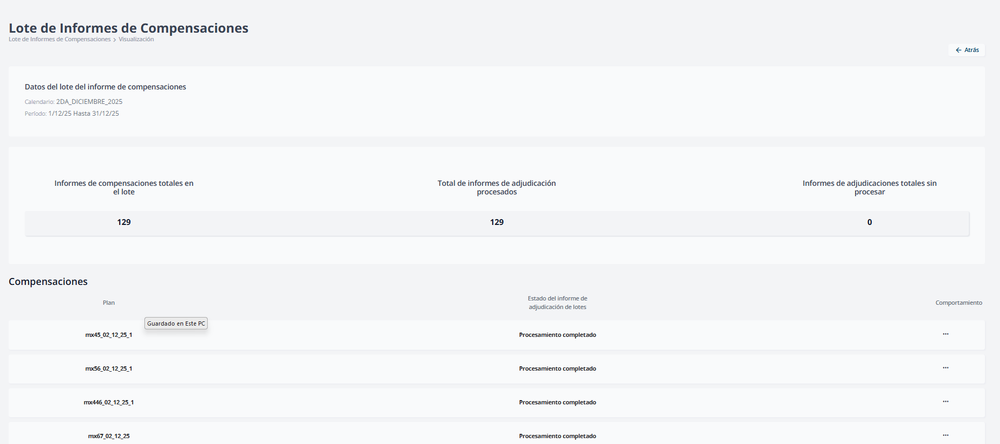 Lote de Informes de Compensaciones
Lote de Informes de Compensaciones > Visualización
← Atrás
Datos del lote del informe de compensaciones
Calendario: 2DA_DICIEMBRE_2025
Período: 1/12/25 Hasta 31/12/25
Informes de compensaciones totales en
el lote
Total de informes de adjudicación
procesados
Informes de adjudicaciones totales sin
procesar
129
129
0
Compensaciones
Plan
Estado del informe de
adjudicación de lotes
Comportamiento
Guardado en Este PC
mx45_02_12_25_1
Procesamiento completado
...
mx56_02_12_25_1
Procesamiento completado
...
mx446_02_12_25_1
Procesamiento completado
...
mx67_02_12_25
Procesamiento completado
...